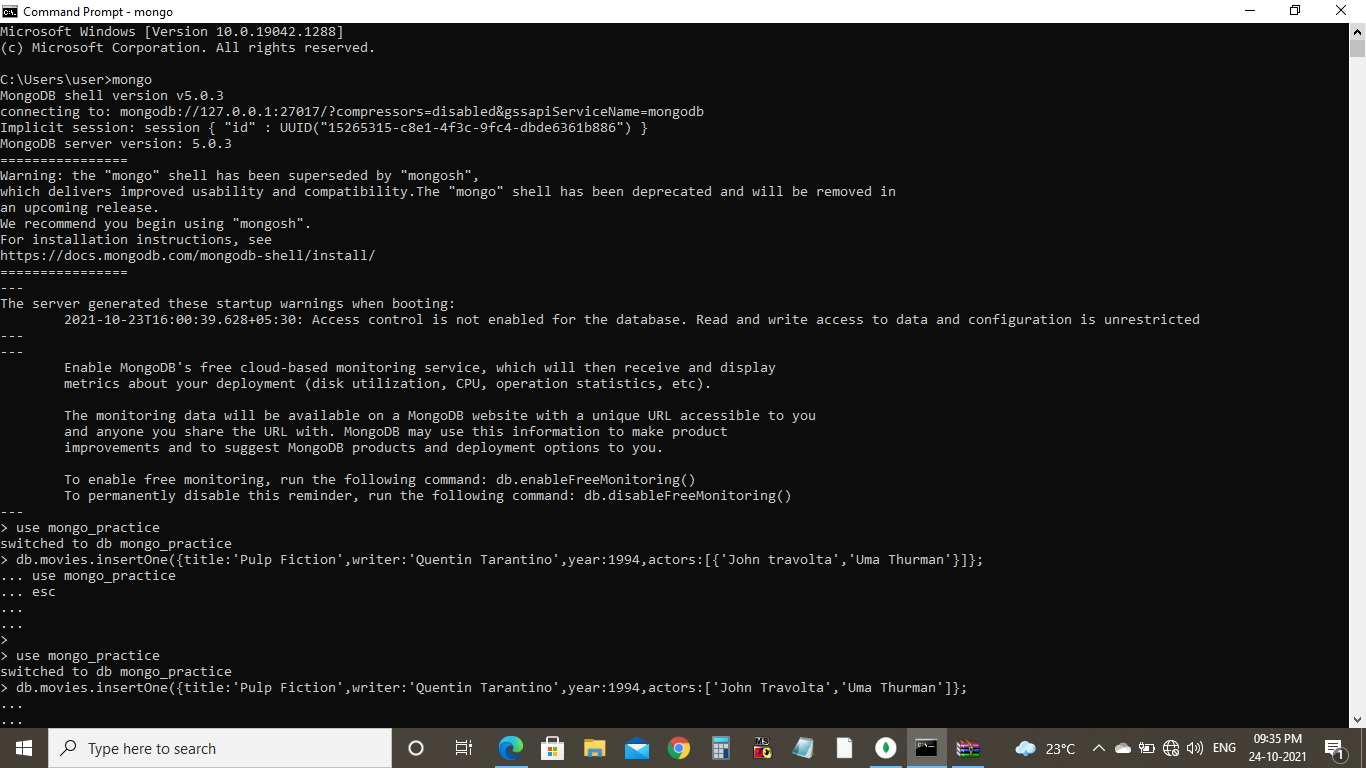 Command Prompt - mongo
Microsoft Windows [Version 10.0.19042.1288]
(c) Microsoft Corporation. All rights reserved.
C:\Users\user>mongo
MongoDB shell version v5.0.3
connecting to: mongodb://127.0.0.1:27017/?compressors=disabled&gssapiServiceName=mongodb
Implicit session: session { "id" : UUID("15265315-c8e1-4f3c-9fc4-dbde6361b886") }
MongoDB server version: 5.0.3
================
Warning: the "mongo" shell has been superseded by "mongosh",
which delivers improved usability and compatibility.The "mongo" shell has been deprecated and will be removed in
an upcoming release.
We recommend you begin using "mongosh".
For installation instructions, see
https://docs.mongodb.com/mongodb-shell/install/
================
---
The server generated these startup warnings when booting:
        2021-10-23T16:00:39.628+05:30: Access control is not enabled for the database. Read and write access to data and configuration is unrestricted
---
---
        Enable MongoDB's free cloud-based monitoring service, which will then receive and display
        metrics about your deployment (disk utilization, CPU, operation statistics, etc).
        The monitoring data will be available on a MongoDB website with a unique URL accessible to you
        and anyone you share the URL with. MongoDB may use this information to make product
        improvements and to suggest MongoDB products and deployment options to you.
        To enable free monitoring, run the following command: db.enableFreeMonitoring()
        To permanently disable this reminder, run the following command: db.disableFreeMonitoring()
---
> use mongo_practice
switched to db mongo_practice
> db.movies.insertOne({title:'Pulp Fiction',writer:'Quentin Tarantino',year:1994,actors:[{'John travolta','Uma Thurman'}]};
... use mongo_practice
... esc
...
...
>
> use mongo_practice
switched to db mongo_practice
> db.movies.insertOne({title:'Pulp Fiction',writer:'Quentin Tarantino',year:1994,actors:['John Travolta','Uma Thurman']};
...
...
Type here to search
23°C
ENG
09:35 PM
24-10-2021
1